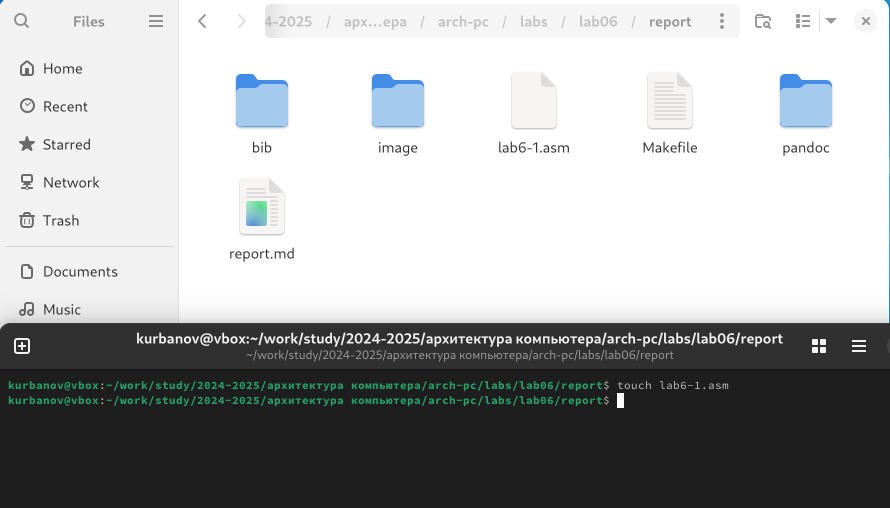 Files
4-2025 / арх...ера / arch-pc / labs / lab06 / report
Home
Recent
Starred
Network
Trash
Documents
Music
bib
image
lab6-1.asm
Makefile
pandoc
report.md
kurbanov@vbox:~/work/study/2024-2025/архитектура компьютера/arch-pc/labs/lab06/report
~/work/study/2024-2025/архитектура компьютера/arch-pc/labs/lab06/report
kurbanov@vbox:~/work/study/2024-2025/архитектура компьютера/arch-pc/labs/lab06/report$ touch lab6-1.asm
kurbanov@vbox:~/work/study/2024-2025/архитектура компьютера/arch-pc/labs/lab06/report$